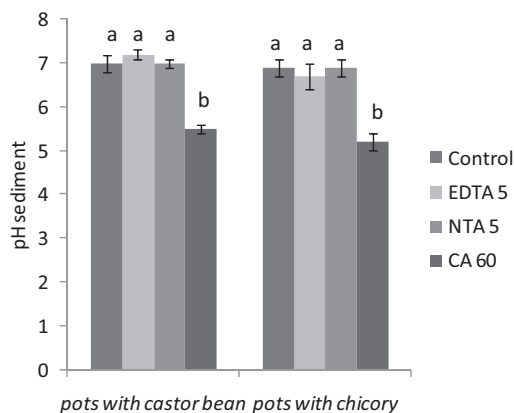 pH sediment
8
7
6
5
4
3
2
1
0
a a a b
a a a b
pots with castor bean pots with chicory
Control
EDTA 5
NTA 5
CA 60